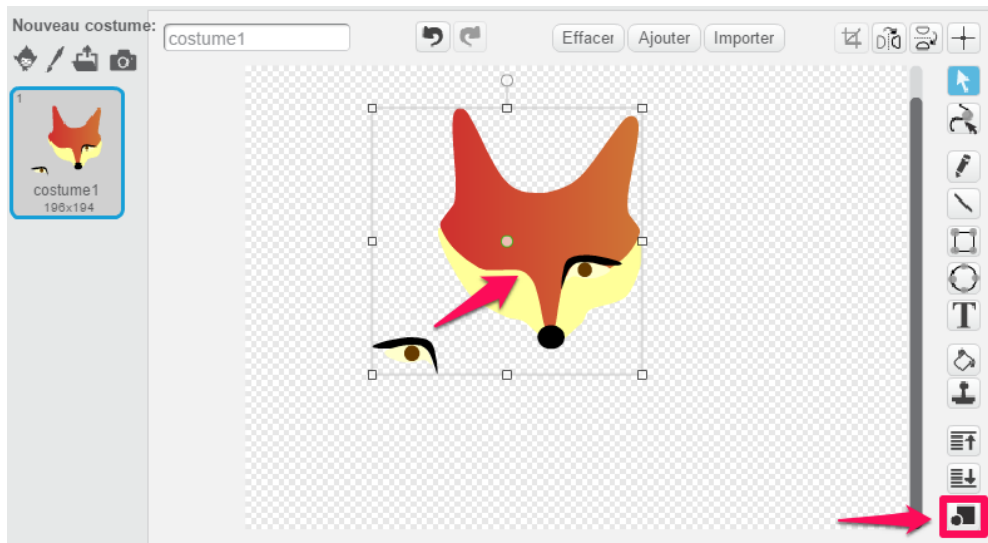 Nouveau costume:
costume1
Effacer Ajouter Importer
1
costume1
196x194
T